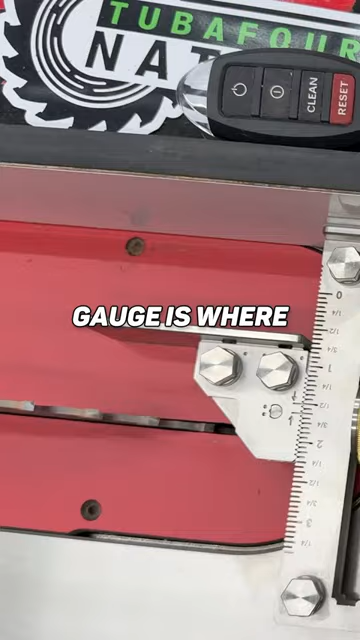 TUBAFOUR
NAT
CLEAN
RESET
GAUGE IS WHERE
0
1/4
1/2
3/4
1
1/4
1/2
3/4
2
1/4
1/2
3/4
3
1/4